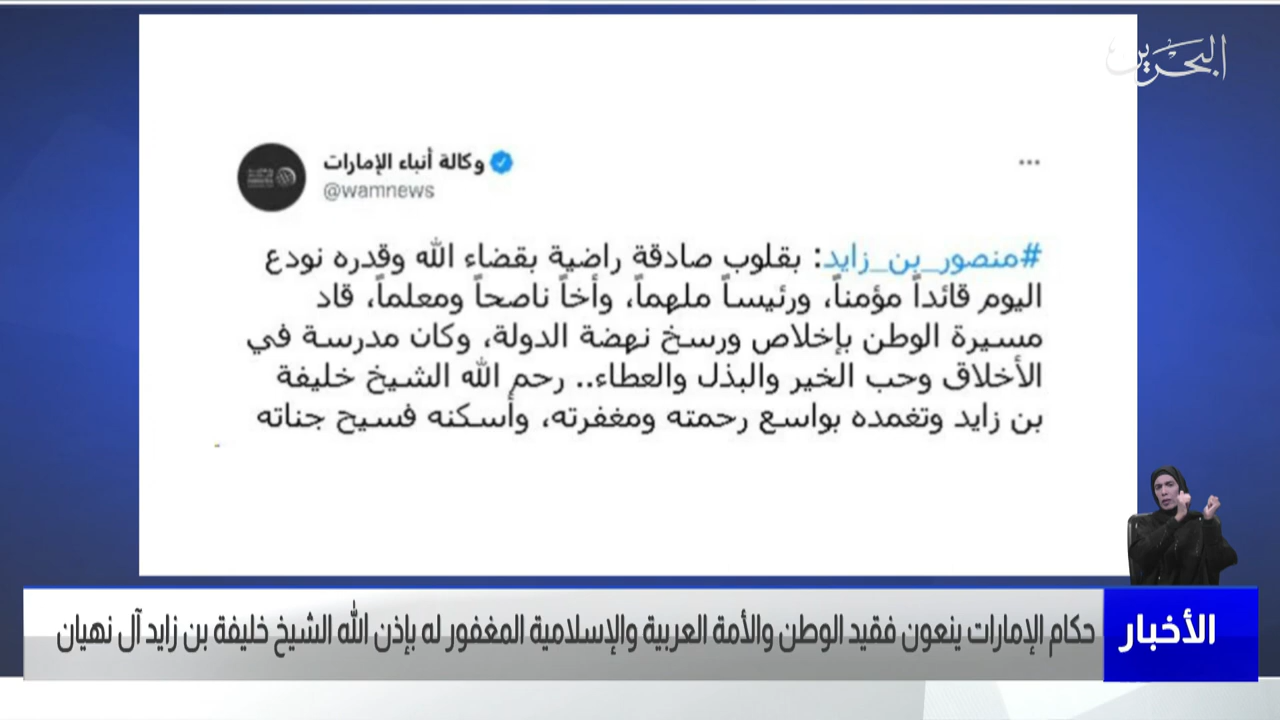 البحرين
وكالة أنباء الإمارات
@wamnews
#منصور_بن_زايد: بقلوب صادقة راضية بقضاء الله وقدره نودع
اليوم قائداً مؤمناً، ورئيساً ملهماً، وأخاً ناصحاً ومعلماً، قاد
مسيرة الوطن بإخلاص ورسخ نهضة الدولة، وكان مدرسة في
الأخلاق وحب الخير والبذل والعطاء.. رحم الله الشيخ خليفة
بن زايد وتغمده بواسع رحمته ومغفرته، وأسكنه فسيح جناته
الأخبار
حكام الإمارات ينعون فقيد الوطن والأمة العربية والإسلامية المغفور له بإذن الله الشيخ خليفة بن زايد آل نهيان